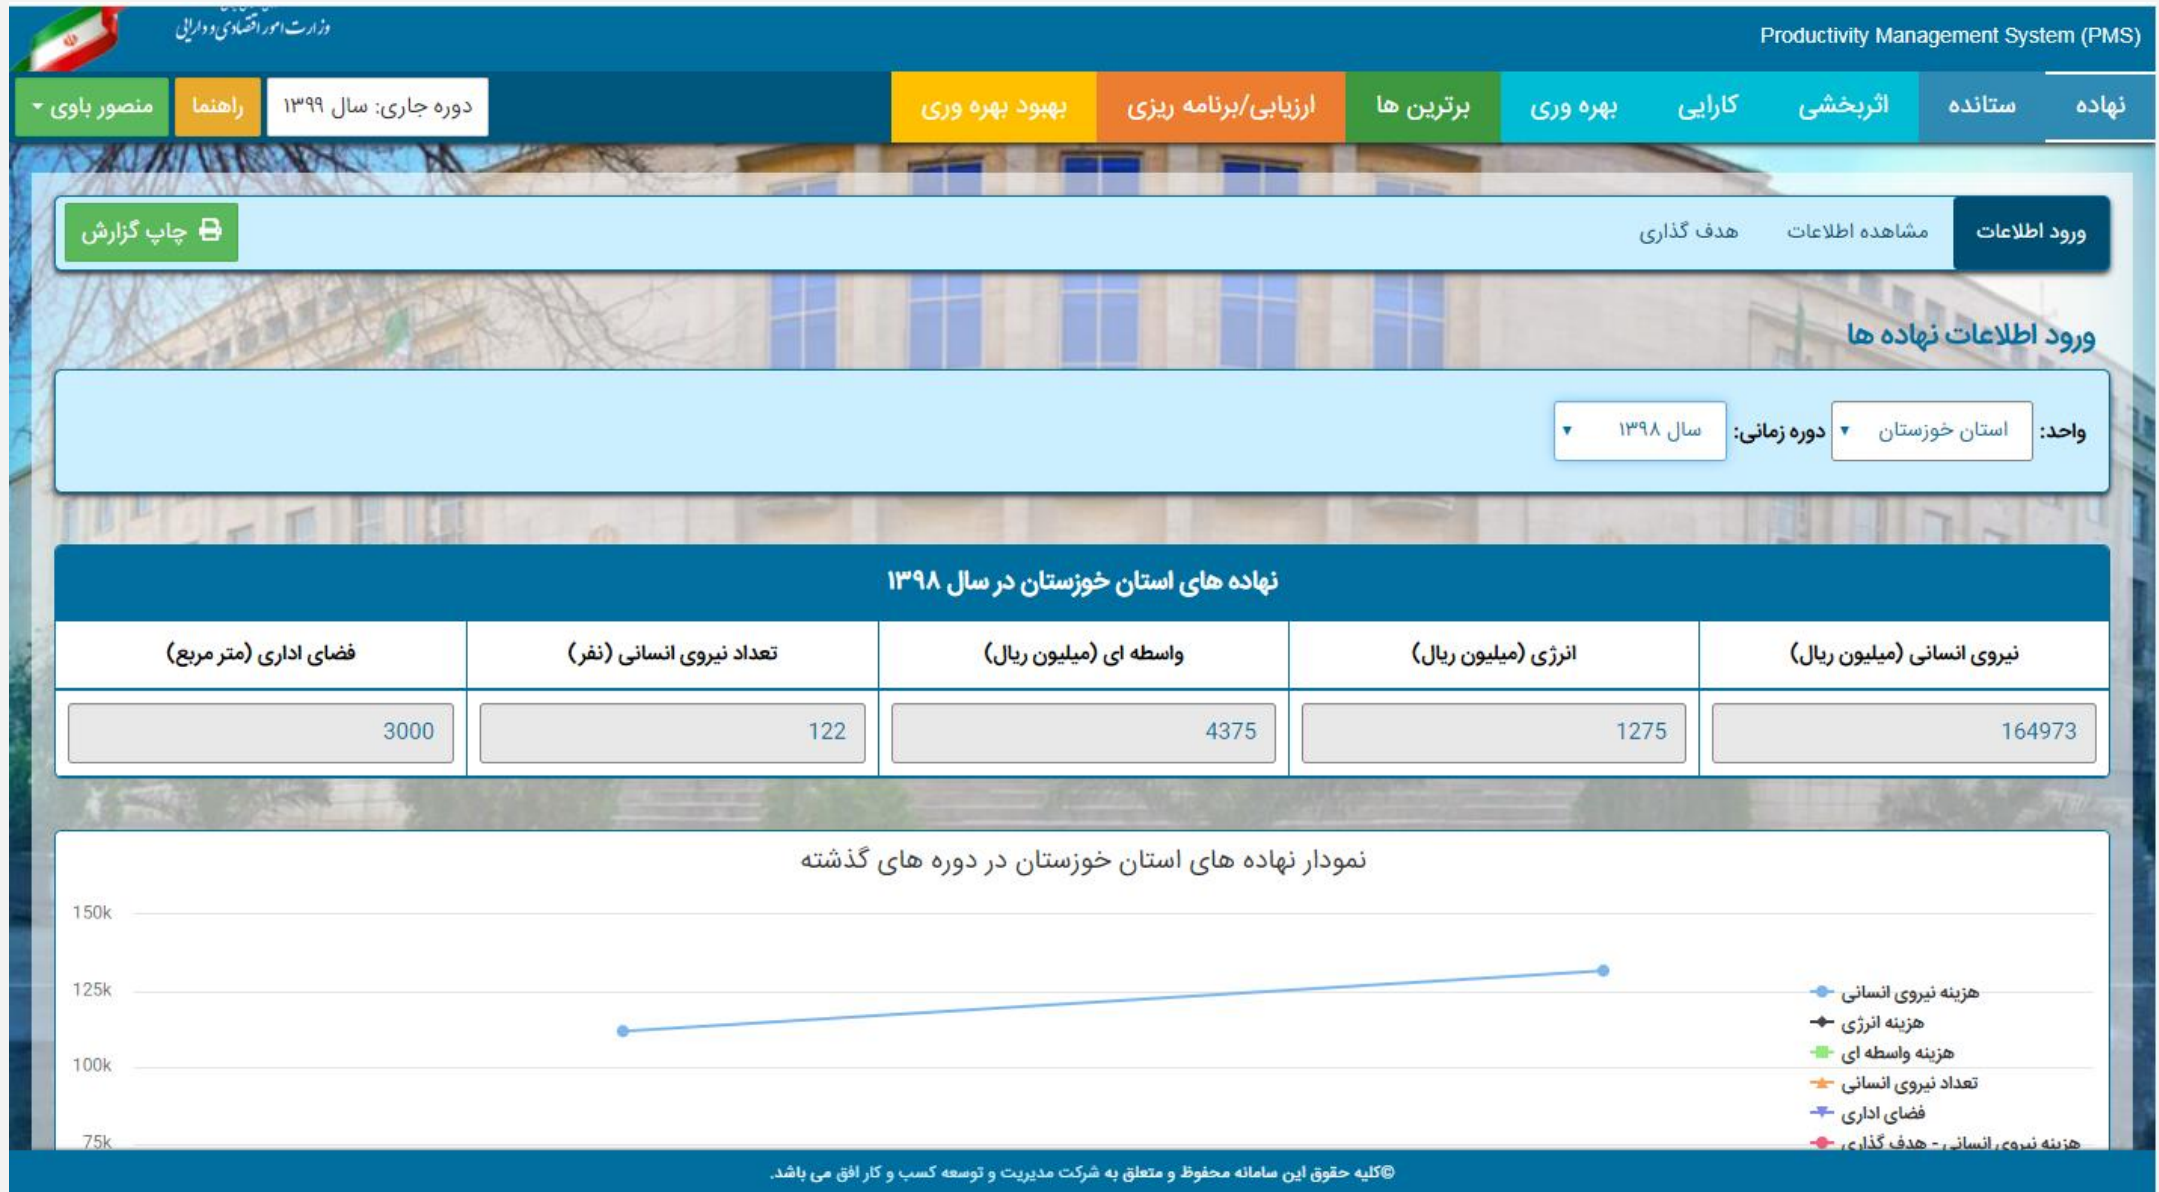 وزارت امور اقتصادی و دارایی
Productivity Management System (PMS)
نهاده ستانده اثربخشی کارایی بهره وری برترین ها ارزیابی/برنامه ریزی بهبود بهره وری دوره جاری: سال ۱۳۹۹ راهنما منصور باوی
ورود اطلاعات مشاهده اطلاعات هدف گذاری چاپ گزارش
ورود اطلاعات نهاده ها
واحد: استان خوزستان دوره زمانی: سال ۱۳۹۸
نهاده های استان خوزستان در سال ۱۳۹۸
نیروی انسانی (میلیون ریال) انرژی (میلیون ریال) واسطه ای (میلیون ریال) تعداد نیروی انسانی (نفر) فضای اداری (متر مربع)
164973 1275 4375 122 3000
نمودار نهاده های استان خوزستان در دوره های گذشته
150k
125k
100k
75k
هزینه نیروی انسانی
هزینه انرژی
هزینه واسطه ای
تعداد نیروی انسانی
فضای اداری
هزینه نیروی انسانی - هدف گذاری
©کلیه حقوق این سامانه محفوظ و متعلق به شرکت مدیریت و توسعه کسب و کار افق می باشد.